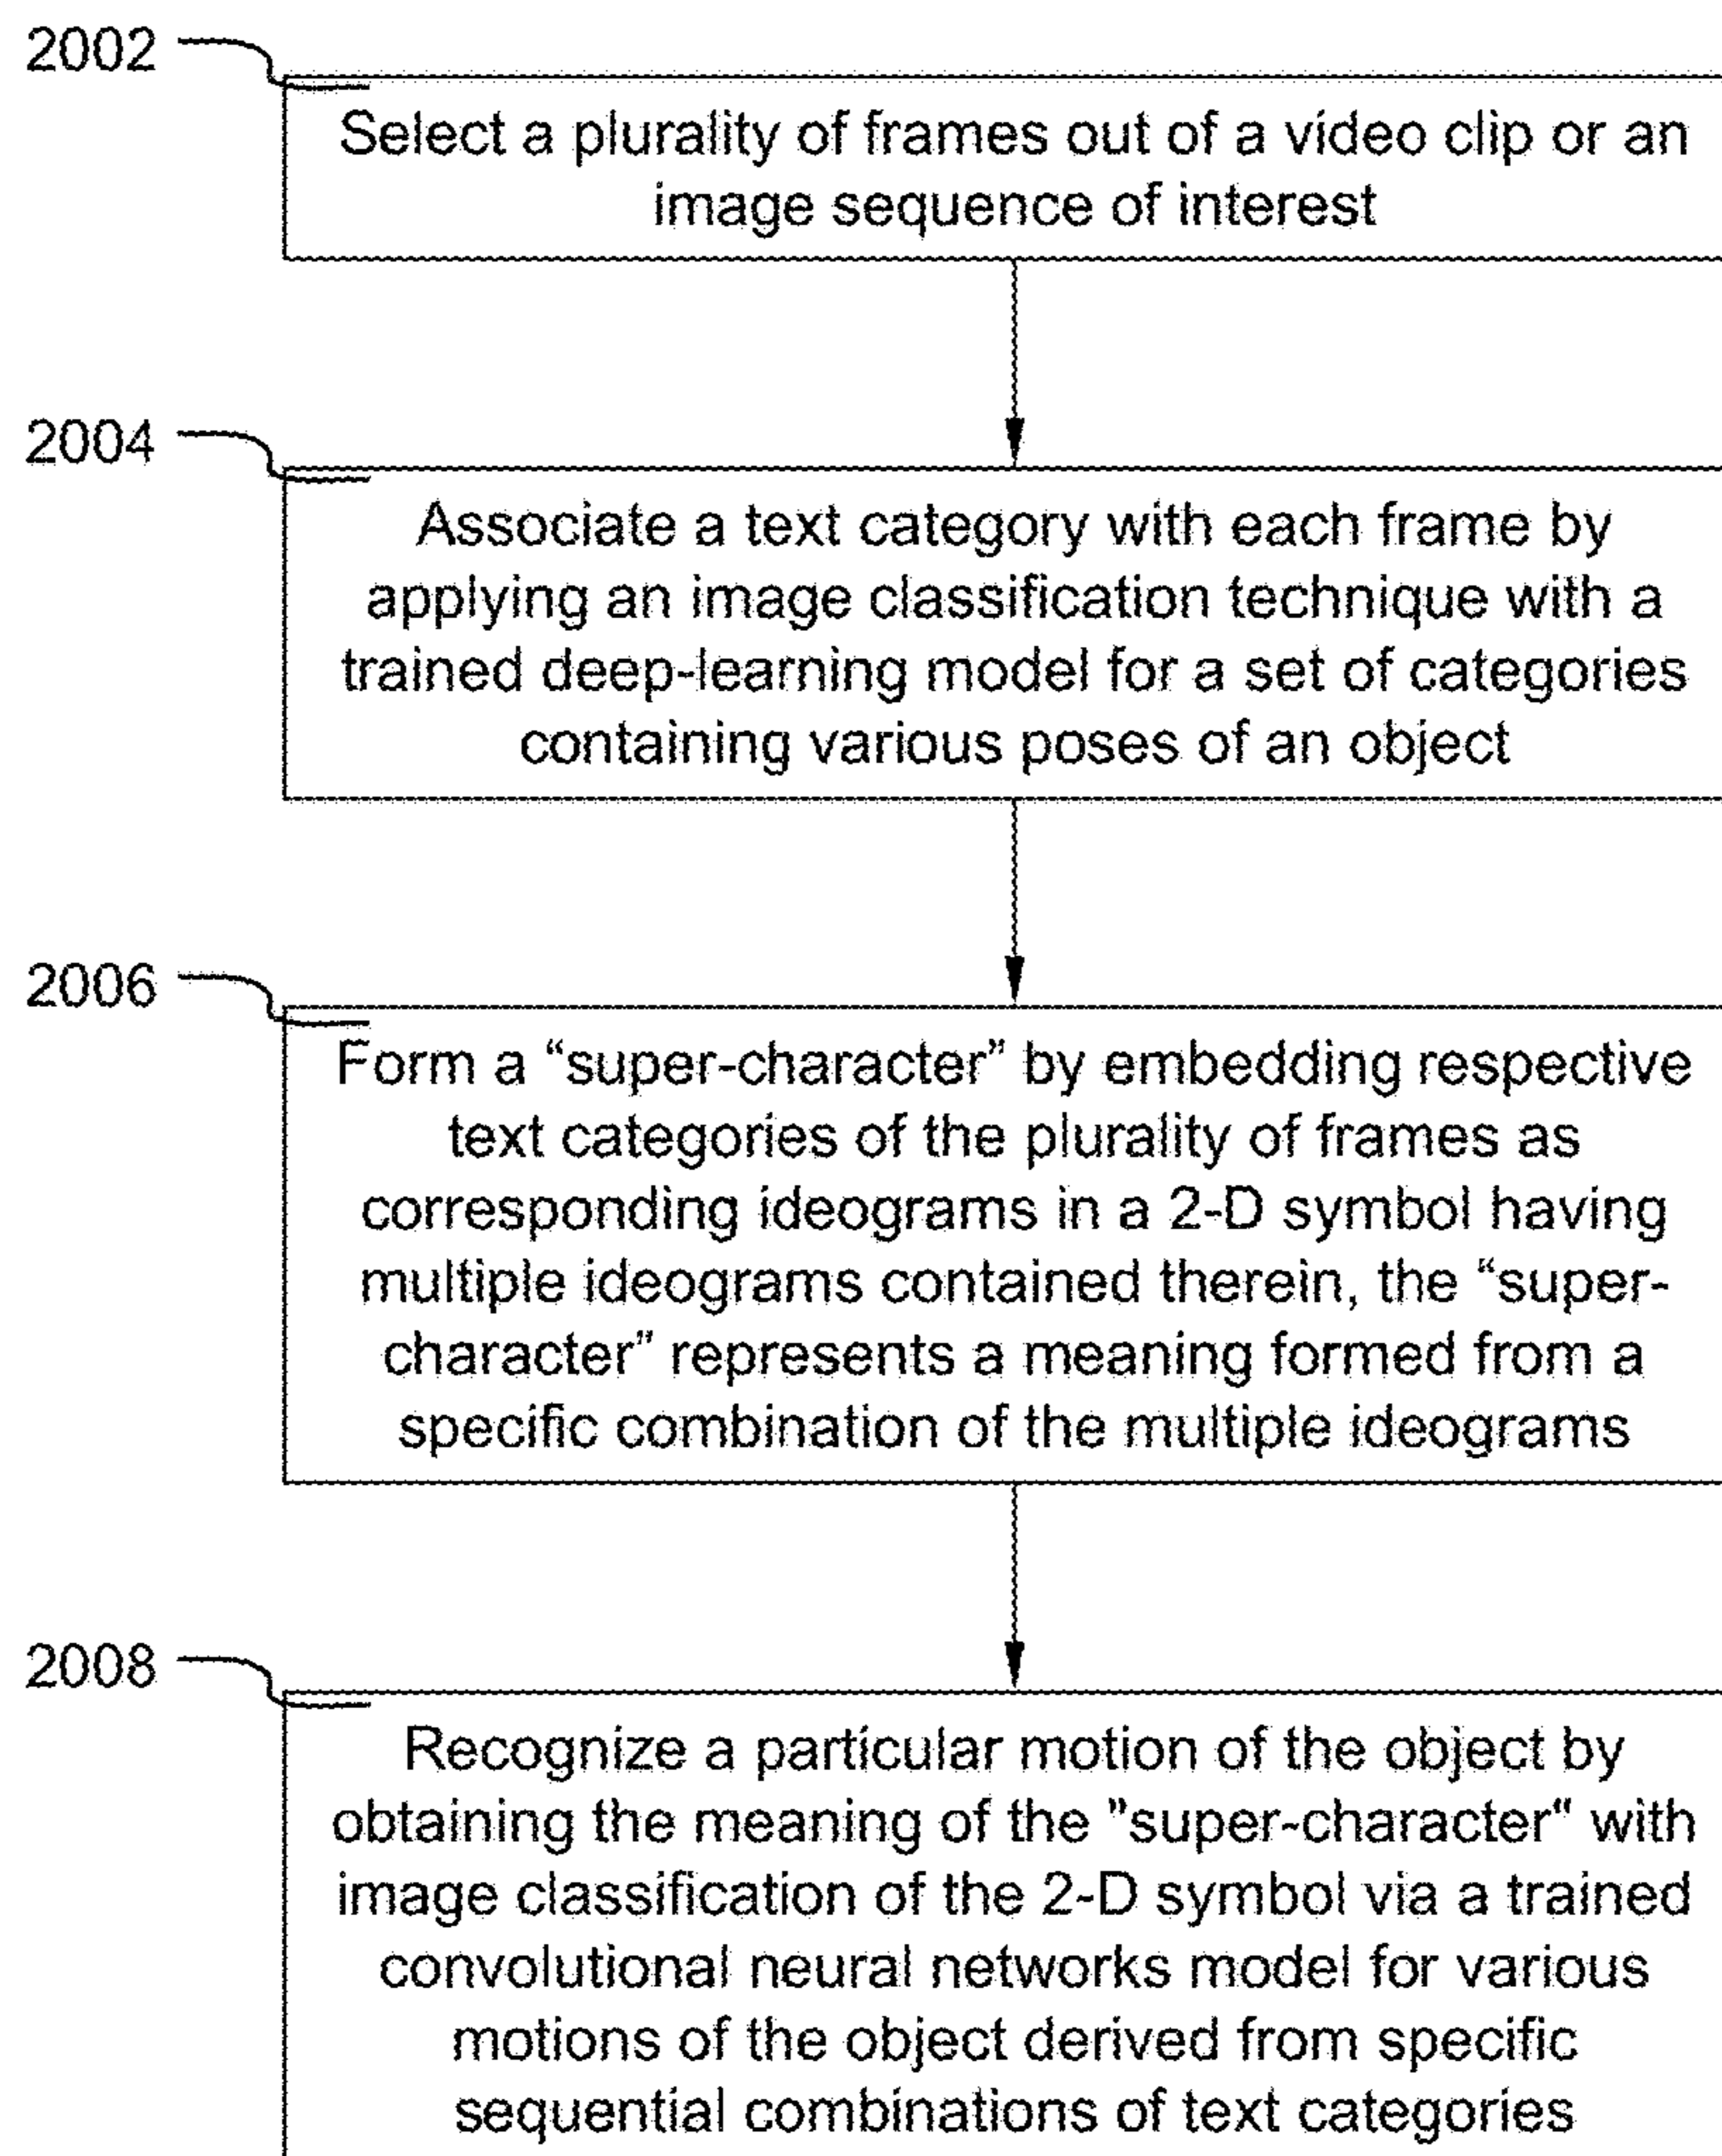 2002
Select a plurality of frames out of a video clip or an
image sequence of interest
2004
Associate a text category with each frame by
applying an image classification technique with a
trained deep-learning model for a set of categories
containing various poses of an object
2006
Form a “super-character” by embedding respective
text categories of the plurality of frames as
corresponding ideograms in a 2-D symbol having
multiple ideograms contained therein, the “super-
character” represents a meaning formed from a
specific combination of the multiple ideograms
2008
Recognize a particular motion of the object by
obtaining the meaning of the ”super-character“ with
image classification of the 2-D symbol via a trained
convolutional neural networks model for various
motions of the object derived from specific
sequential combinations of text categories